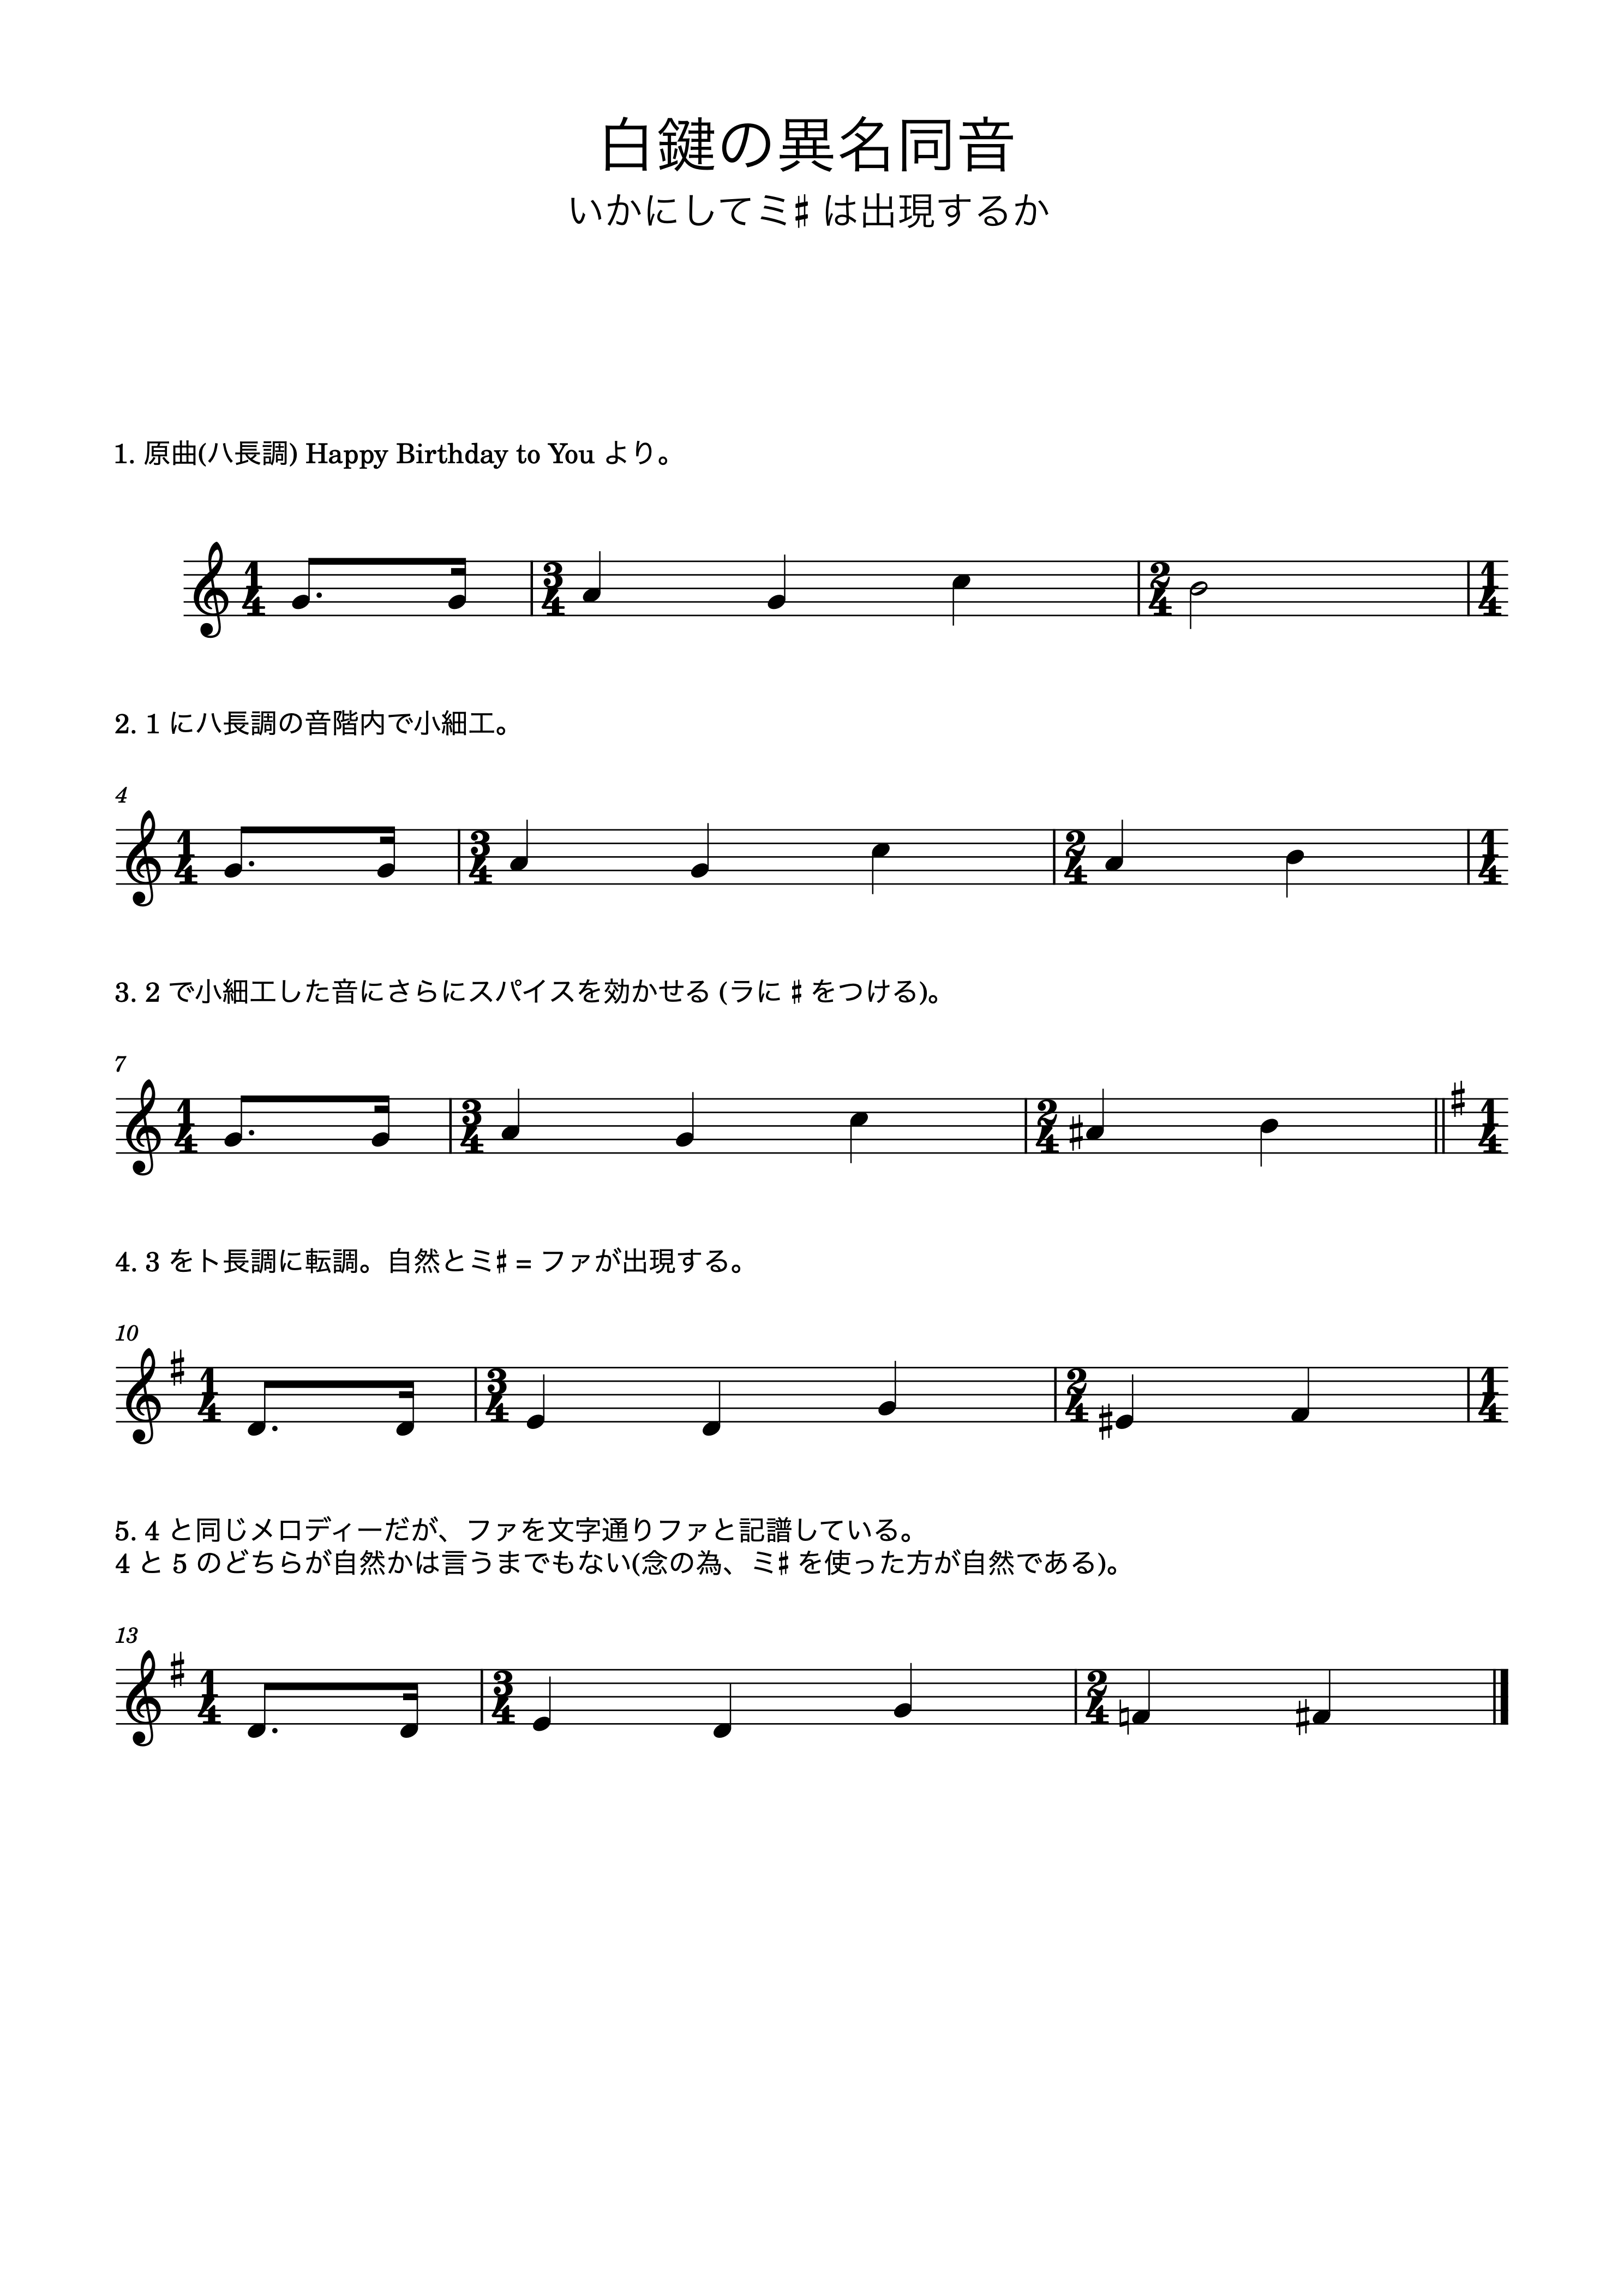 白鍵の異名同音
いかにしてミ♯ は出現するか
1. 原曲(ハ長調) Happy Birthday to You より。
2. 1 にハ長調の音階内で小細工。
4
3. 2 で小細工した音にさらにスパイスを効かせる (ラに ♯ をつける)。
7
4. 3 をト長調に転調。自然とミ♯ = ファが出現する。
10
5. 4 と同じメロディーだが、ファを文字通りファと記譜している。
4 と 5 のどちらが自然かは言うまでもない(念の為、ミ♯ を使った方が自然である)。
13